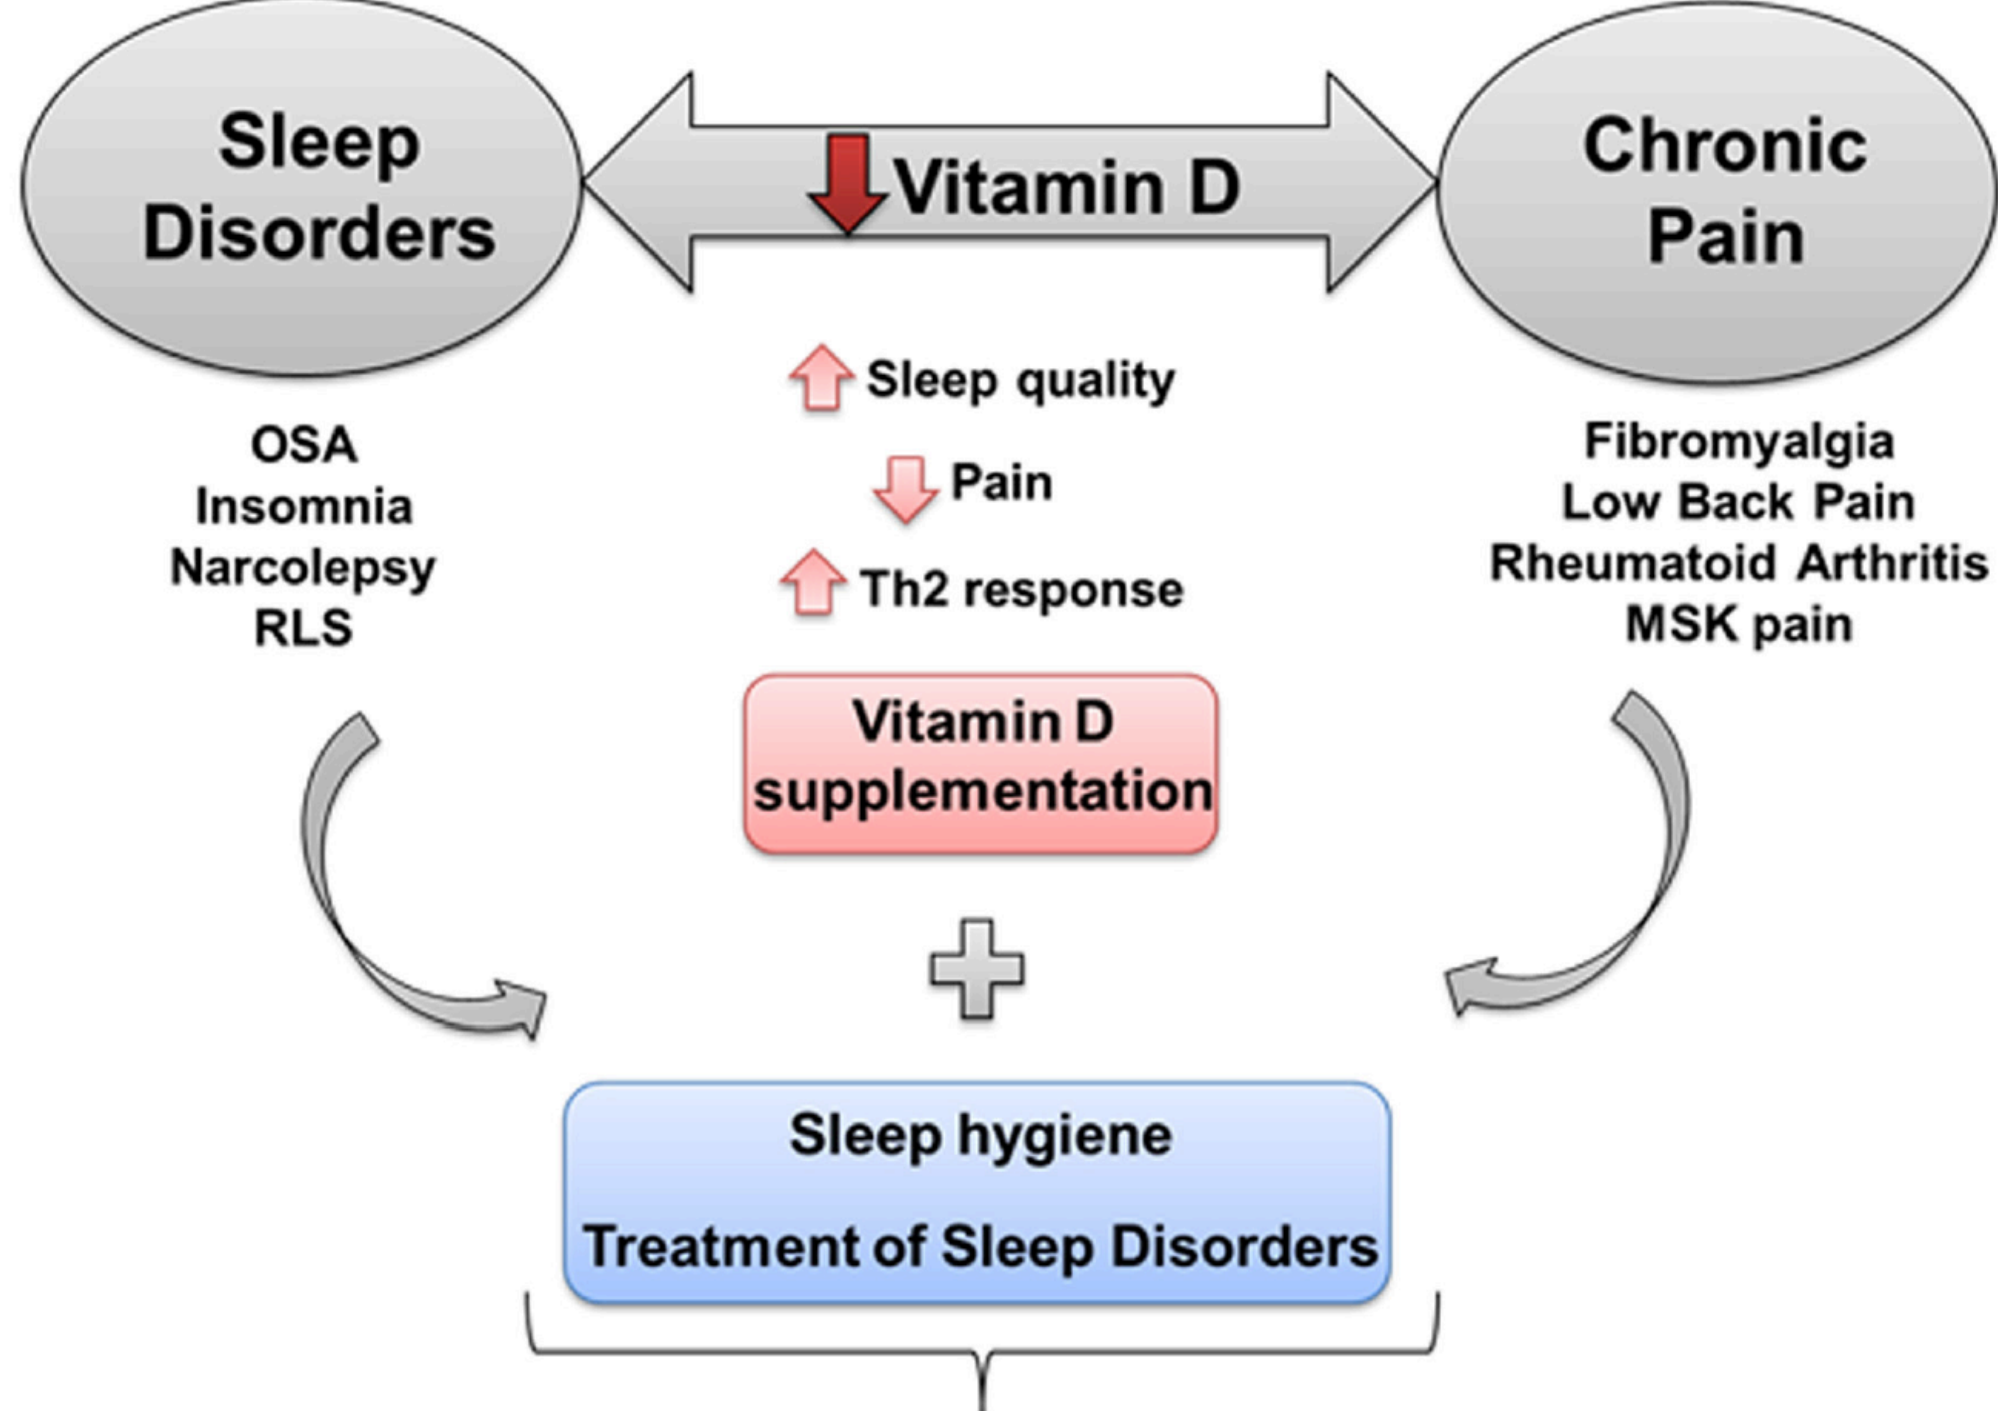 Sleep
Disorders
Vitamin D
Chronic
Pain
Sleep quality
Pain
Th2 response
OSA
Insomnia
Narcolepsy
RLS
Fibromyalgia
Low Back Pain
Rheumatoid Arthritis
MSK pain
Vitamin D
supplementation
Sleep hygiene
Treatment of Sleep Disorders